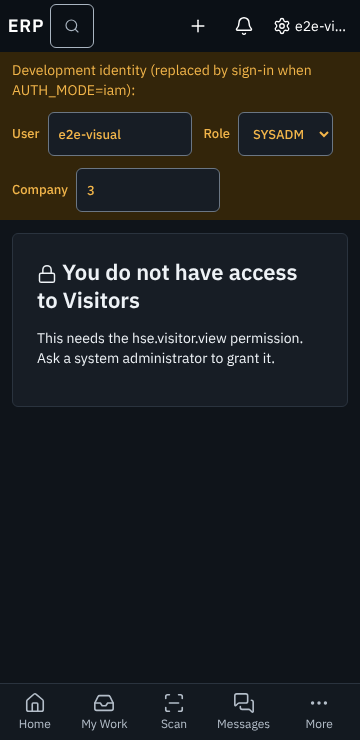 ERP
e2e-vi...
Development identity (replaced by sign-in when
AUTH_MODE=iam):
User e2e-visual Role SYSADM
Company 3
You do not have access
to Visitors
This needs the hse.visitor.view permission.
Ask a system administrator to grant it.
Home My Work Scan Messages More